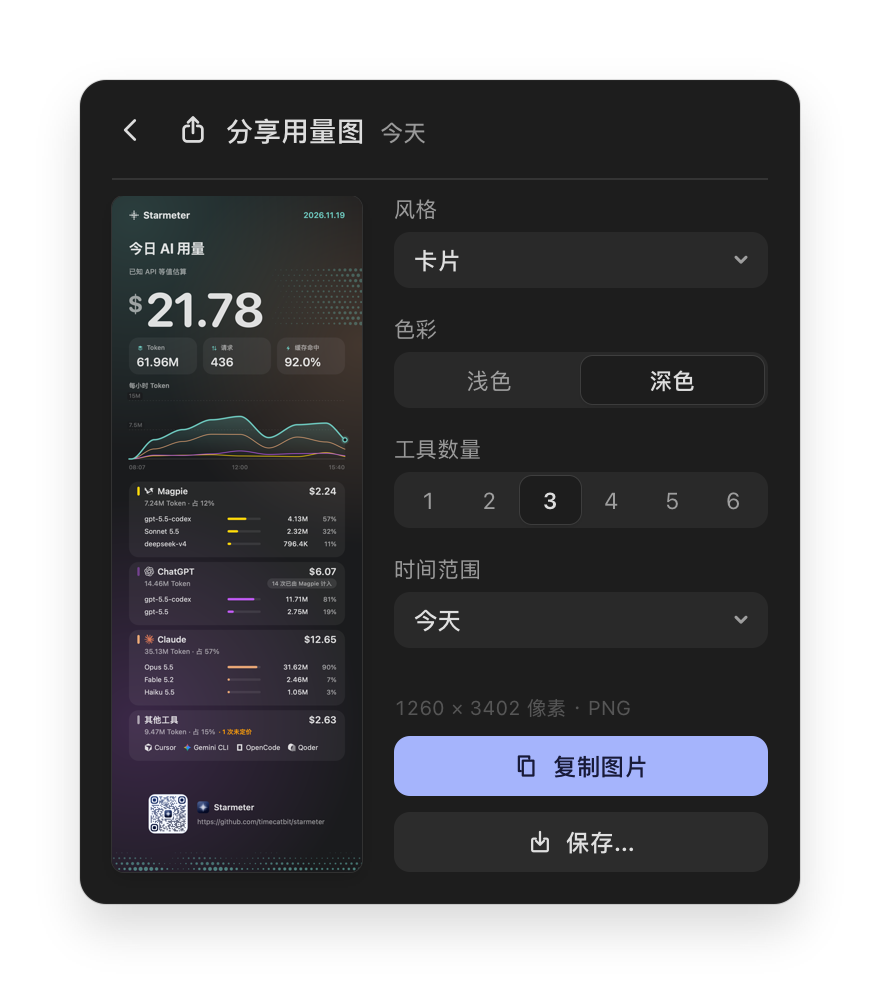 分享用量图 今天
Starmeter 2026.11.19
今日 AI 用量
已知 API 等值估算
$21.78
Token 请求 缓存命中
61.96M 436 92.0%
每小时 Token
15M
7.5M
08:07 12:00 16:40
Magpie $2.24
7.24M Token · 占 12%
gpt-5.5-codex 4.13M 57%
Sonnet 5.5 2.32M 32%
deepseek-v4 796.4K 11%
ChatGPT $6.07
14.46M Token 14 次已由 Magpie 计入
gpt-5.5-codex 11.71M 81%
gpt-5.5 2.75M 19%
Claude $12.65
35.13M Token · 占 57%
Opus 5.5 31.62M 90%
Fable 5.2 2.46M 7%
Haiku 5.5 1.05M 3%
其他工具 $2.63
9.47M Token · 占 15% · 1 次未定价
Cursor Gemini CLI OpenCode Qoder
Starmeter
https://github.com/timecatbit/starmeter
风格
卡片
色彩
浅色 深色
工具数量
1 2 3 4 5 6
时间范围
今天
1260 × 3402 像素 · PNG
复制图片
保存...